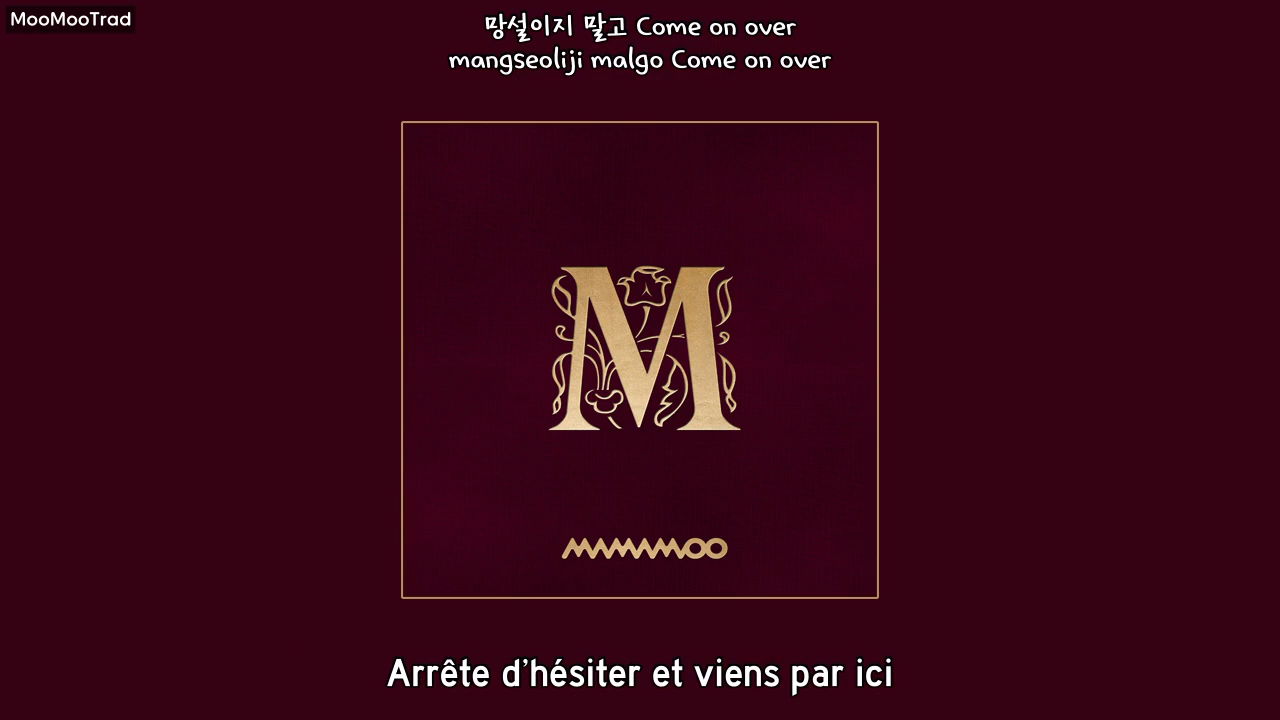 MooMooTrad
망설이지 말고 Come on over
mangseoliji malgo Come on over
M
MAMAMOO
Arrête d’hésiter et viens par ici